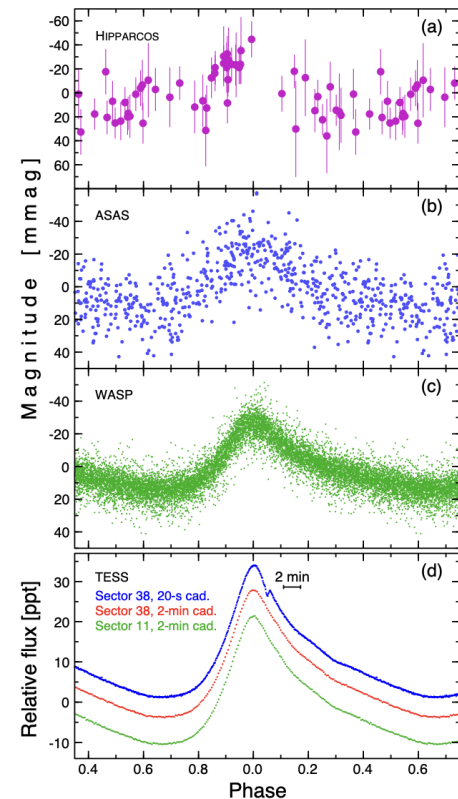 HIPPARCOS
(a)
-60
-40
-20
0
20
40
60
ASAS
(b)
-40
-20
0
20
40
WASP
(c)
-40
-20
0
20
40
Magnitude [mmag]
TESS
(d)
2 min
Sector 38, 20-s cad.
Sector 38, 2-min cad.
Sector 11, 2-min cad.
30
20
10
0
-10
Relative flux [ppt]
0.4 0.6 0.8 0.0 0.2 0.4 0.6
Phase